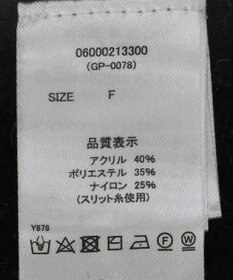 06000213300
(GP-0078)
SIZE F
品質表示
アクリル 40%
ポリエステル 35%
ナイロン 25%
(スリット糸使用)
Y878